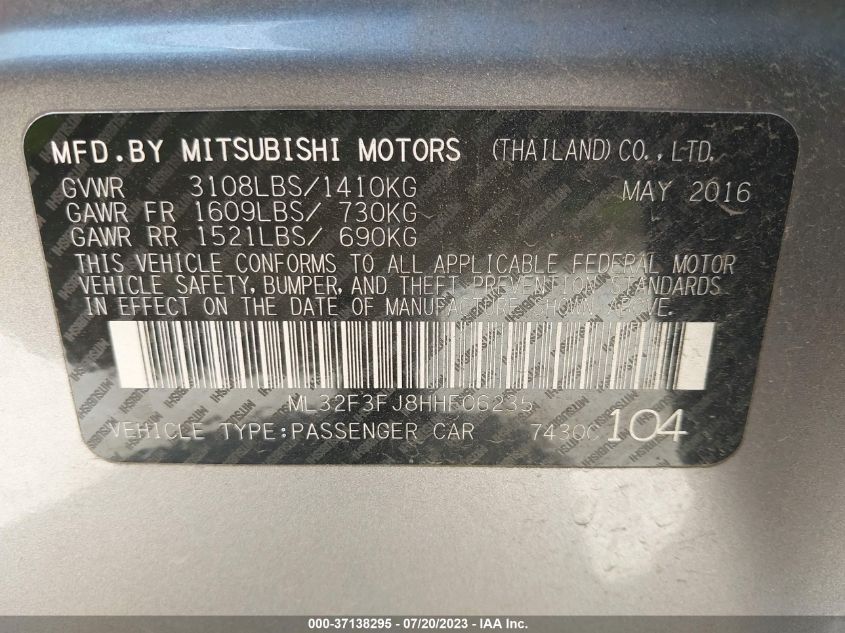 MFD.BY MITSUBISHI MOTORS (THAILAND) CO.,LTD.
GVWR 3108LBS/1410KG MAY 2016
GAWR FR 1609LBS/ 730KG
GAWR RR 1521LBS/ 690KG
THIS VEHICLE CONFORMS TO ALL APPLICABLE FEDERAL MOTOR
VEHICLE SAFETY, BUMPER, AND THEFT PREVENTION STANDARDS
IN EFFECT ON THE DATE OF MANUFACTURE SHOWN ABOVE.
ML32F3FJ8HHF06235
VEHICLE TYPE:PASSENGER CAR 104
000-37138295 - 07/20/2023 - IAA Inc.